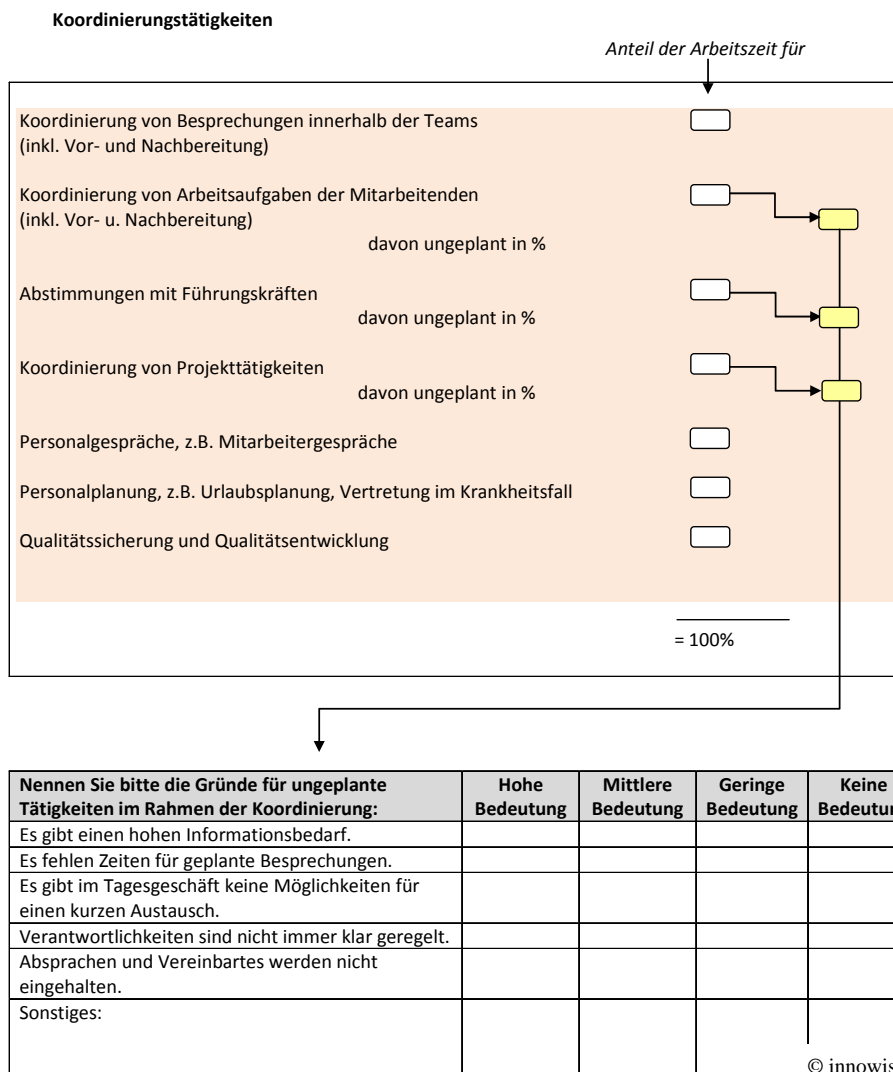 Koordinierungstätigkeiten
Anteil der Arbeitszeit für
Koordinierung von Besprechungen innerhalb der Teams
(inkl. Vor- und Nachbereitung)
Koordinierung von Arbeitsaufgaben der Mitarbeitenden
(inkl. Vor- u. Nachbereitung)
davon ungeplant in %
Abstimmungen mit Führungskräften
davon ungeplant in %
Koordinierung von Projekttätigkeiten
davon ungeplant in %
Personalgespräche, z.B. Mitarbeitergespräche
Personalplanung, z.B. Urlaubsplanung, Vertretung im Krankheitsfall
Qualitätssicherung und Qualitätsentwicklung
= 100%
Nennen Sie bitte die Gründe für ungeplante
Tätigkeiten im Rahmen der Koordinierung:
Hohe
Bedeutung
Mittlere
Bedeutung
Geringe
Bedeutung
Keine
Bedeutun
Es gibt einen hohen Informationsbedarf.
Es fehlen Zeiten für geplante Besprechungen.
Es gibt im Tagesgeschäft keine Möglichkeiten für
einen kurzen Austausch.
Verantwortlichkeiten sind nicht immer klar geregelt.
Absprachen und Vereinbartes werden nicht
eingehalten.
Sonstiges:
© innowis